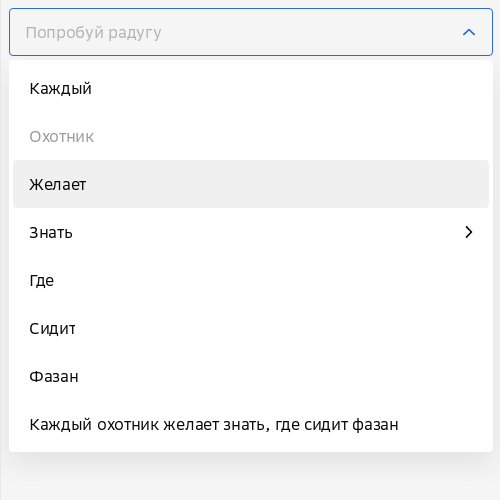 Попробуй радугу
Каждый
Охотник
Желает
Знать
Где
Сидит
Фазан
Каждый охотник желает знать, где сидит фазан